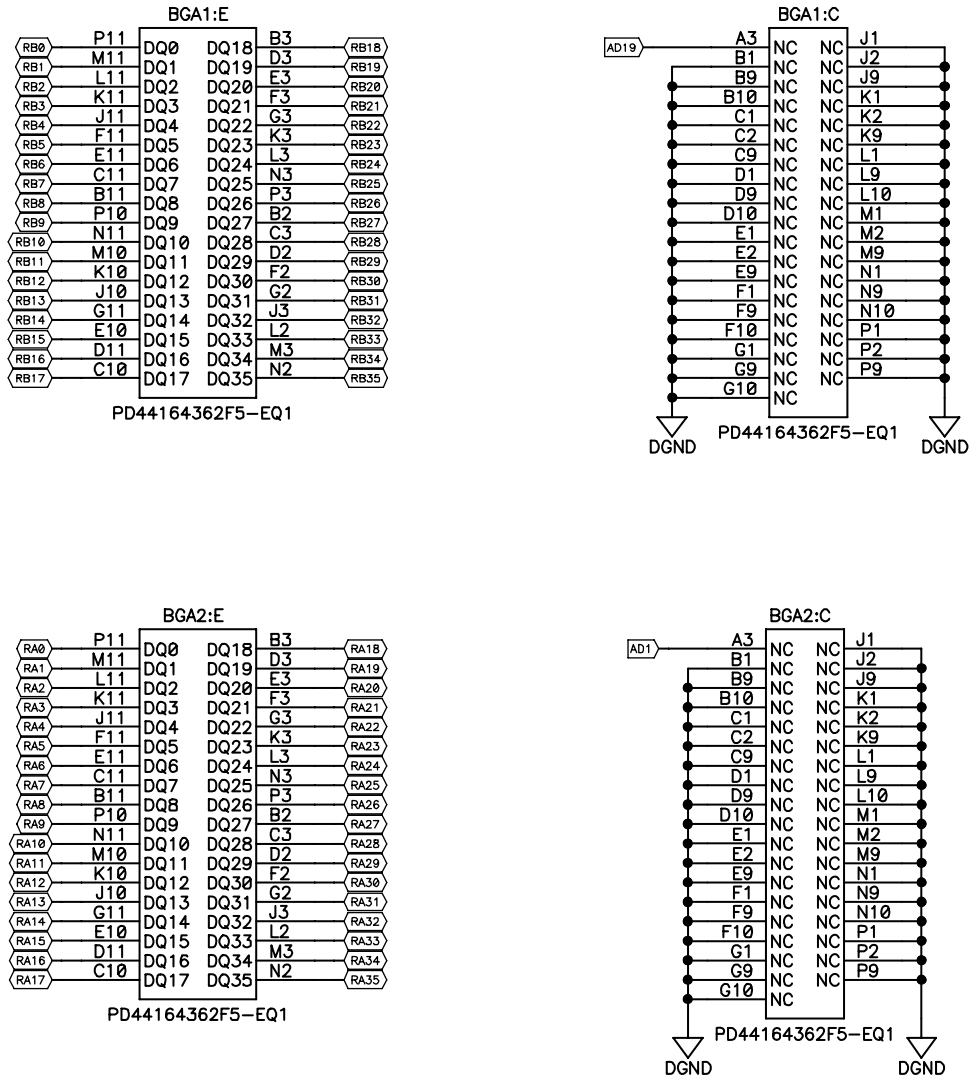 BGA1:E
RB0 P11 DQ0 DQ18 B3 RB18
RB1 M11 DQ1 DQ19 D3 RB19
RB2 L11 DQ2 DQ20 E3 RB20
RB3 K11 DQ3 DQ21 F3 RB21
RB4 J11 DQ4 DQ22 G3 RB22
RB5 F11 DQ5 DQ23 K3 RB23
RB6 E11 DQ6 DQ24 L3 RB24
RB7 C11 DQ7 DQ25 N3 RB25
RB8 B11 DQ8 DQ26 P3 RB26
RB9 P10 DQ9 DQ27 B2 RB27
RB10 N11 DQ10 DQ28 C3 RB28
RB11 M10 DQ11 DQ29 D2 RB29
RB12 K10 DQ12 DQ30 F2 RB30
RB13 J10 DQ13 DQ31 G2 RB31
RB14 G11 DQ14 DQ32 J3 RB32
RB15 E10 DQ15 DQ33 L2 RB33
RB16 D11 DQ16 DQ34 M3 RB34
RB17 C10 DQ17 DQ35 N2 RB35
PD44164362F5-EQ1
BGA1:C
AD19 A3 NC NC J1
B1 NC NC J2
B9 NC NC J9
B10 NC NC K1
C1 NC NC K2
C2 NC NC K9
C9 NC NC L1
D1 NC NC L9
D9 NC NC L10
D10 NC NC M1
E1 NC NC M2
E2 NC NC M9
E9 NC NC N1
F1 NC NC N9
F9 NC NC N10
F10 NC NC P1
G1 NC NC P2
G9 NC NC P9
G10 NC
PD44164362F5-EQ1
DGND DGND
BGA2:E
RA0 P11 DQ0 DQ18 B3 RA18
RA1 M11 DQ1 DQ19 D3 RA19
RA2 L11 DQ2 DQ20 E3 RA20
RA3 K11 DQ3 DQ21 F3 RA21
RA4 J11 DQ4 DQ22 G3 RA22
RA5 F11 DQ5 DQ23 K3 RA23
RA6 E11 DQ6 DQ24 L3 RA24
RA7 C11 DQ7 DQ25 N3 RA25
RA8 B11 DQ8 DQ26 P3 RA26
RA9 P10 DQ9 DQ27 B2 RA27
RA10 N11 DQ10 DQ28 C3 RA28
RA11 M10 DQ11 DQ29 D2 RA29
RA12 K10 DQ12 DQ30 F2 RA30
RA13 J10 DQ13 DQ31 G2 RA31
RA14 G11 DQ14 DQ32 J3 RA32
RA15 E10 DQ15 DQ33 L2 RA33
RA16 D11 DQ16 DQ34 M3 RA34
RA17 C10 DQ17 DQ35 N2 RA35
PD44164362F5-EQ1
BGA2:C
AD1 A3 NC NC J1
B1 NC NC J2
B9 NC NC J9
B10 NC NC K1
C1 NC NC K2
C2 NC NC K9
C9 NC NC L1
D1 NC NC L9
D9 NC NC L10
D10 NC NC M1
E1 NC NC M2
E2 NC NC M9
E9 NC NC N1
F1 NC NC N9
F9 NC NC N10
F10 NC NC P1
G1 NC NC P2
G9 NC NC P9
G10 NC
PD44164362F5-EQ1
DGND DGND